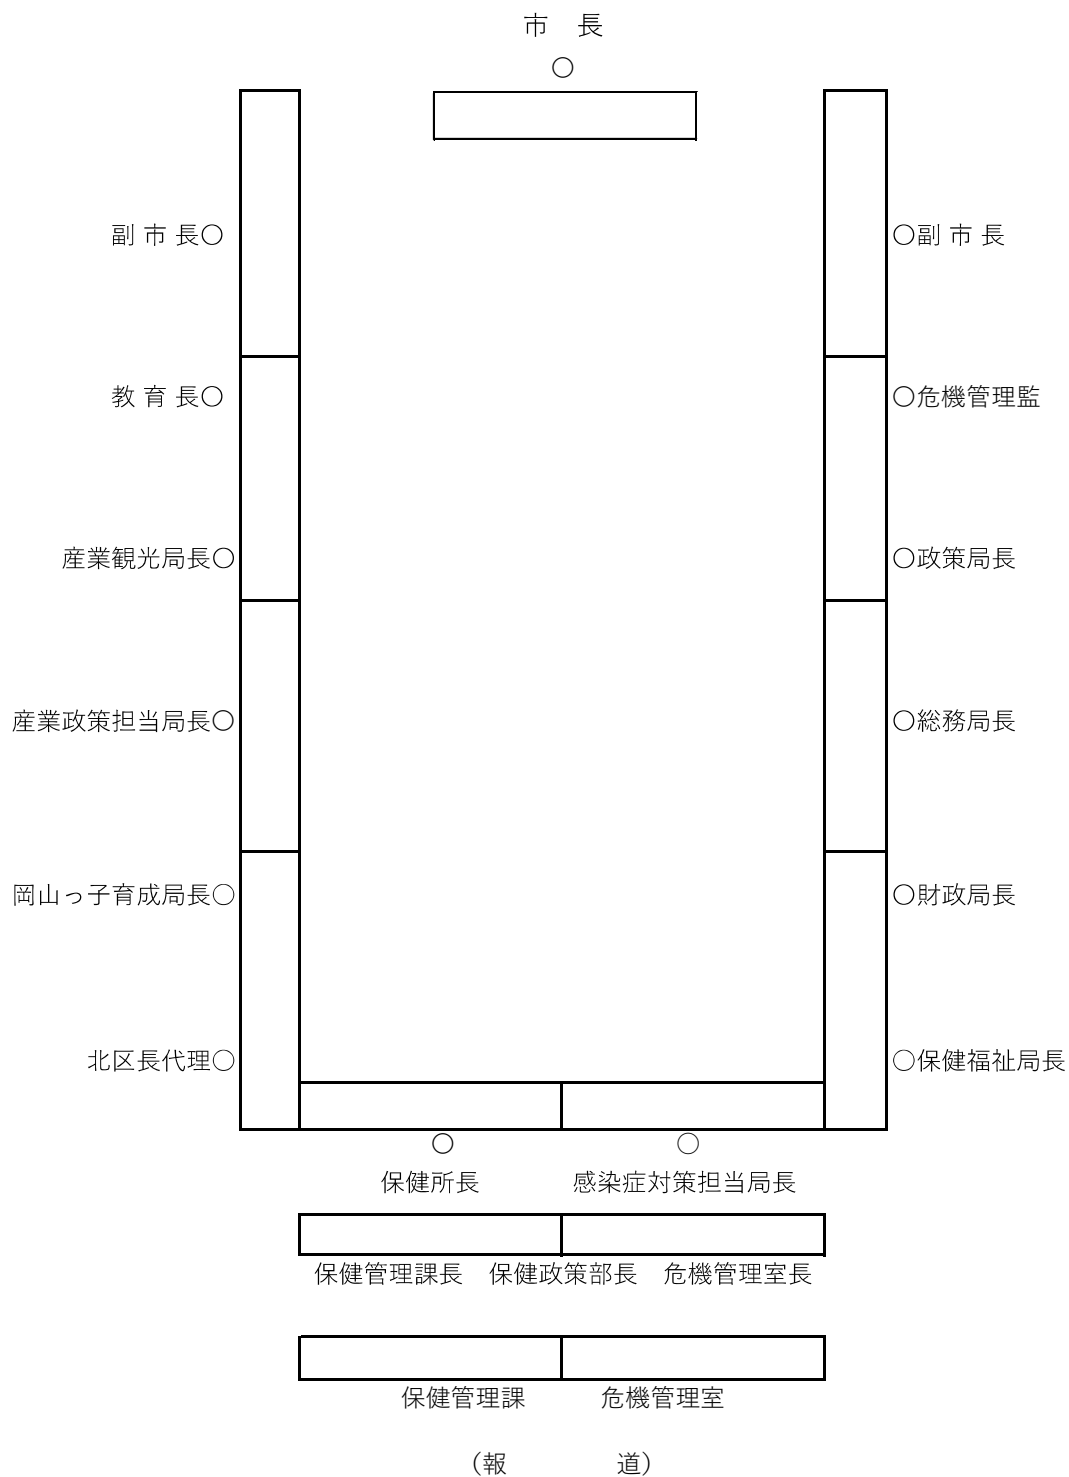 市　長
○
副 市 長○　○副 市 長
教 育 長○　○危機管理監
産業観光局長○　○政策局長
産業政策担当局長○　○総務局長
岡山っ子育成局長○　○財政局長
北区長代理○　○保健福祉局長
○　○
保健所長　感染症対策担当局長
保健管理課長　保健政策部長　危機管理室長
保健管理課　危機管理室
（報　　　　道）